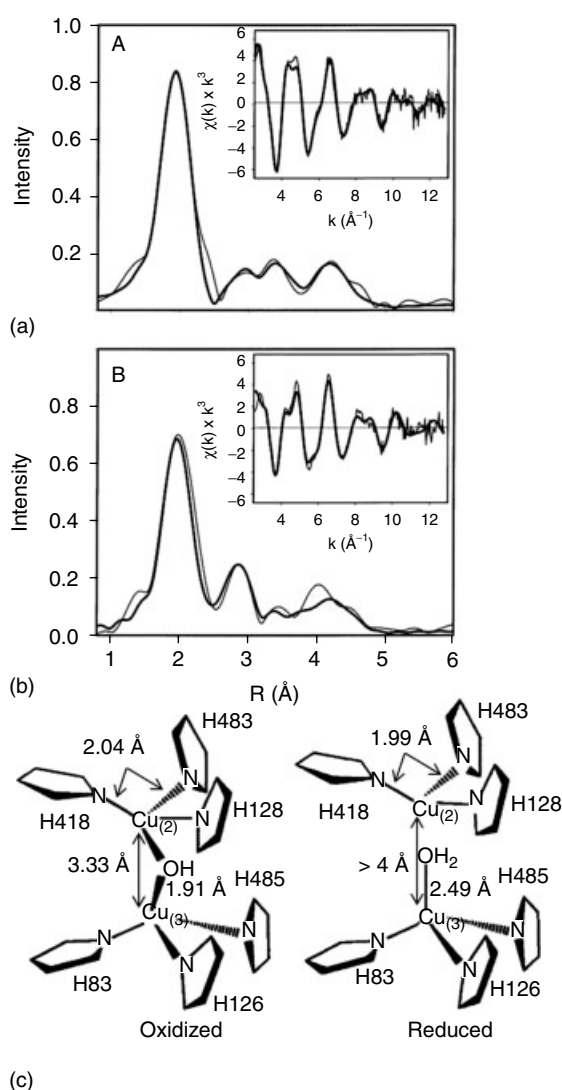 1.0
A
0.8
0.6
0.4
0.2
Intensity
6
4
2
0
−2
−4
−6
χ(k) x k³
4 6 8 10 12
k (Å⁻¹)
(a)
B
0.8
0.6
0.4
0.2
0.0
Intensity
6
4
2
0
−2
−4
−6
χ(k) x k³
4 6 8 10 12
k (Å⁻¹)
1 2 3 4 5 6
R (Å)
(b)
H483
2.04 Å
N
N
N
H418
Cu(2)
H128
3.33 Å
OH
1.91 Å
H485
Cu(3)
N
N
N
H83
H126
Oxidized
H483
1.99 Å
N
N
N
H418
Cu(2)
H128
> 4 Å
OH₂
2.49 Å
H485
Cu(3)
N
N
N
H83
H126
Reduced
(c)